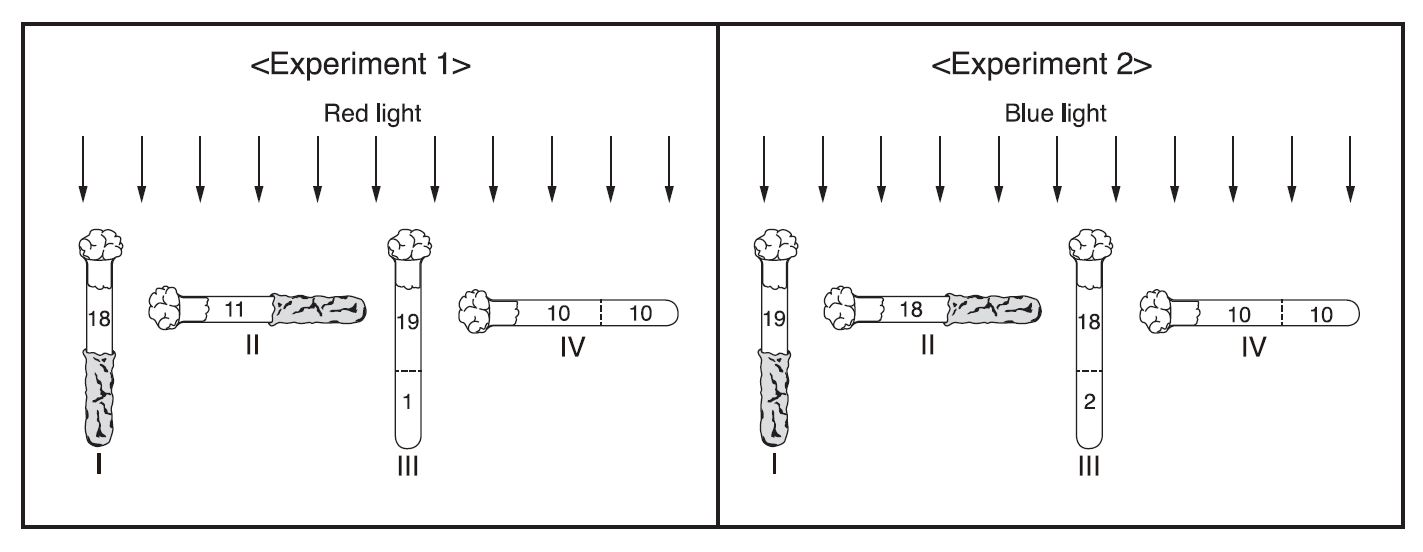 <Experiment 1>
Red light
18
I
11
II
19
1
III
10 10
IV
<Experiment 2>
Blue light
19
I
18
II
18
2
III
10 10
IV